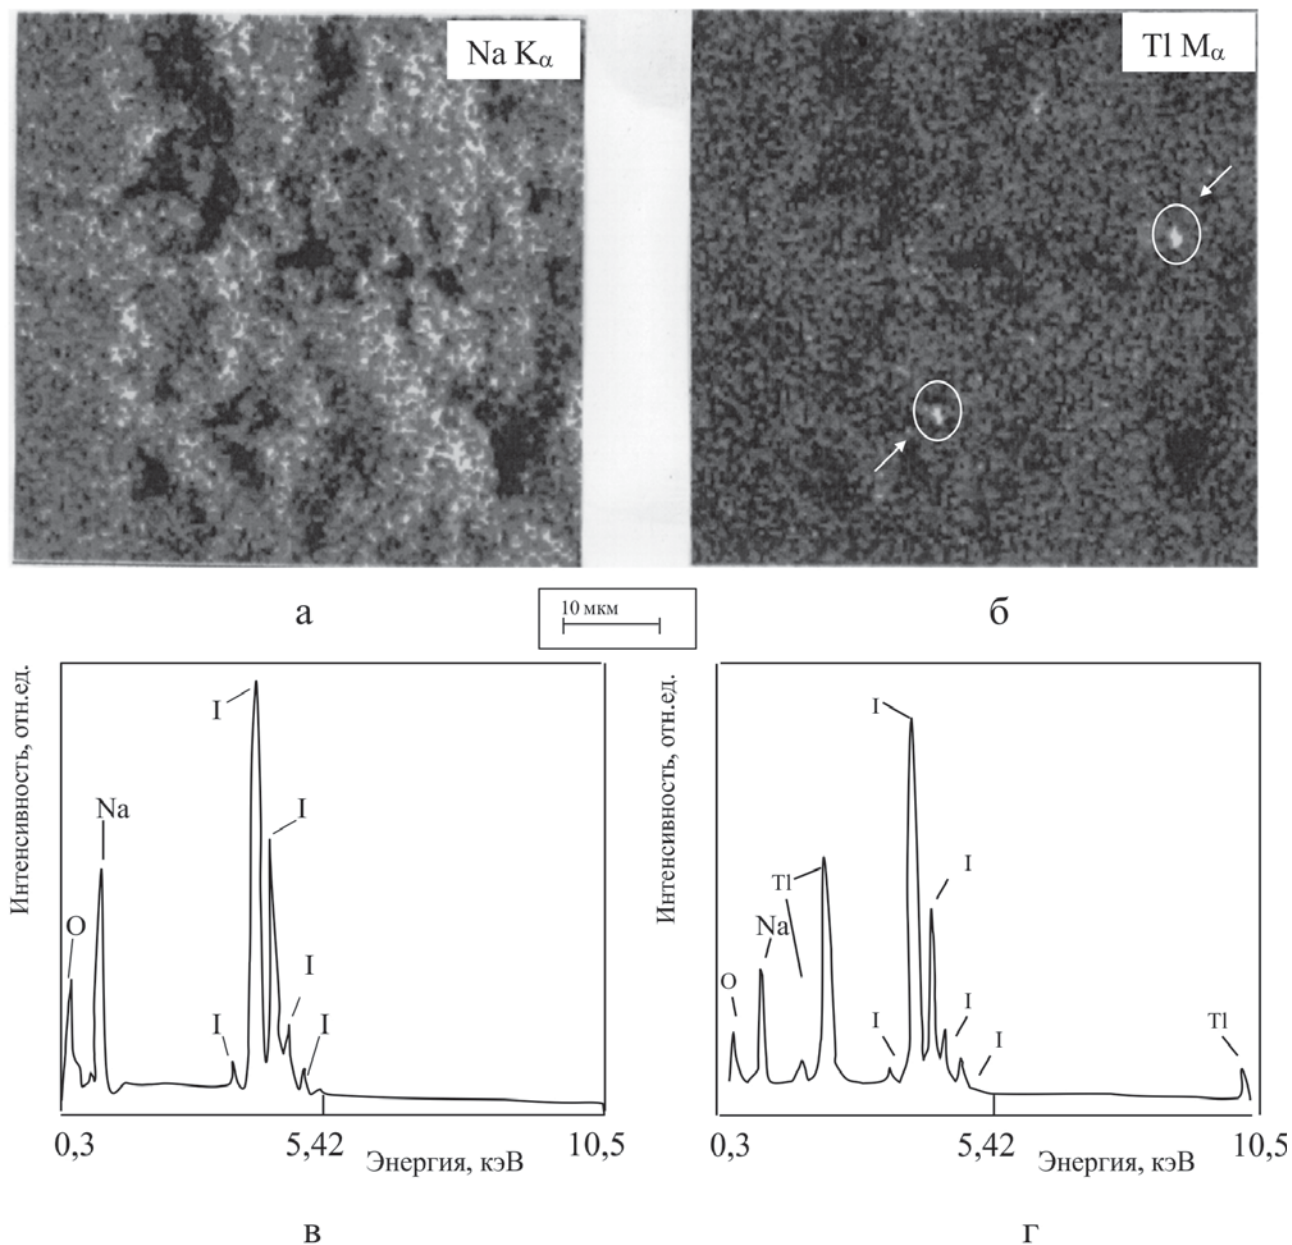 Na Kα
Tl Mα
а
б
10 мкм
Интенсивность, отн.ед.
I
Na
I
O
I
I
I
0,3
5,42
10,5
Энергия, кэВ
в
Интенсивность, отн.ед.
I
I
Tl
Na
O
I
I
I
Tl
0,3
5,42
10,5
Энергия, кэВ
г